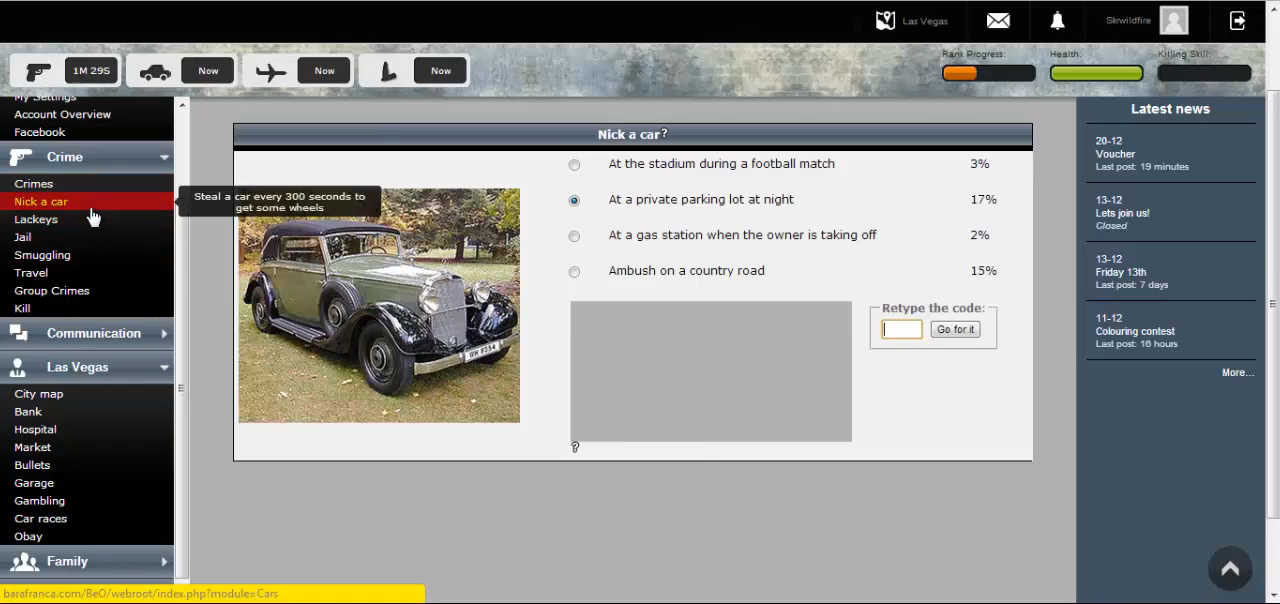 Las Vegas
Skrwildfire
1M 29S
Now
Now
Now
Rank Progress:
Health:
Killing Skill:
My Settings
Account Overview
Facebook
Crime
Crimes
Nick a car
Lackeys
Jail
Smuggling
Travel
Group Crimes
Kill
Communication
Las Vegas
City map
Bank
Hospital
Market
Bullets
Garage
Gambling
Car races
Obay
Family
Steal a car every 300 seconds to
get some wheels
Nick a car?
At the stadium during a football match 3%
At a private parking lot at night 17%
At a gas station when the owner is taking off 2%
Ambush on a country road 15%
Retype the code:
Go for it
?
Latest news
20-12
Voucher
Last post: 19 minutes
13-12
Lets join us!
Closed
13-12
Friday 13th
Last post: 7 days
11-12
Colouring contest
Last post: 16 hours
More...
barafranca.com/BeO/webroot/index.php?module=Cars